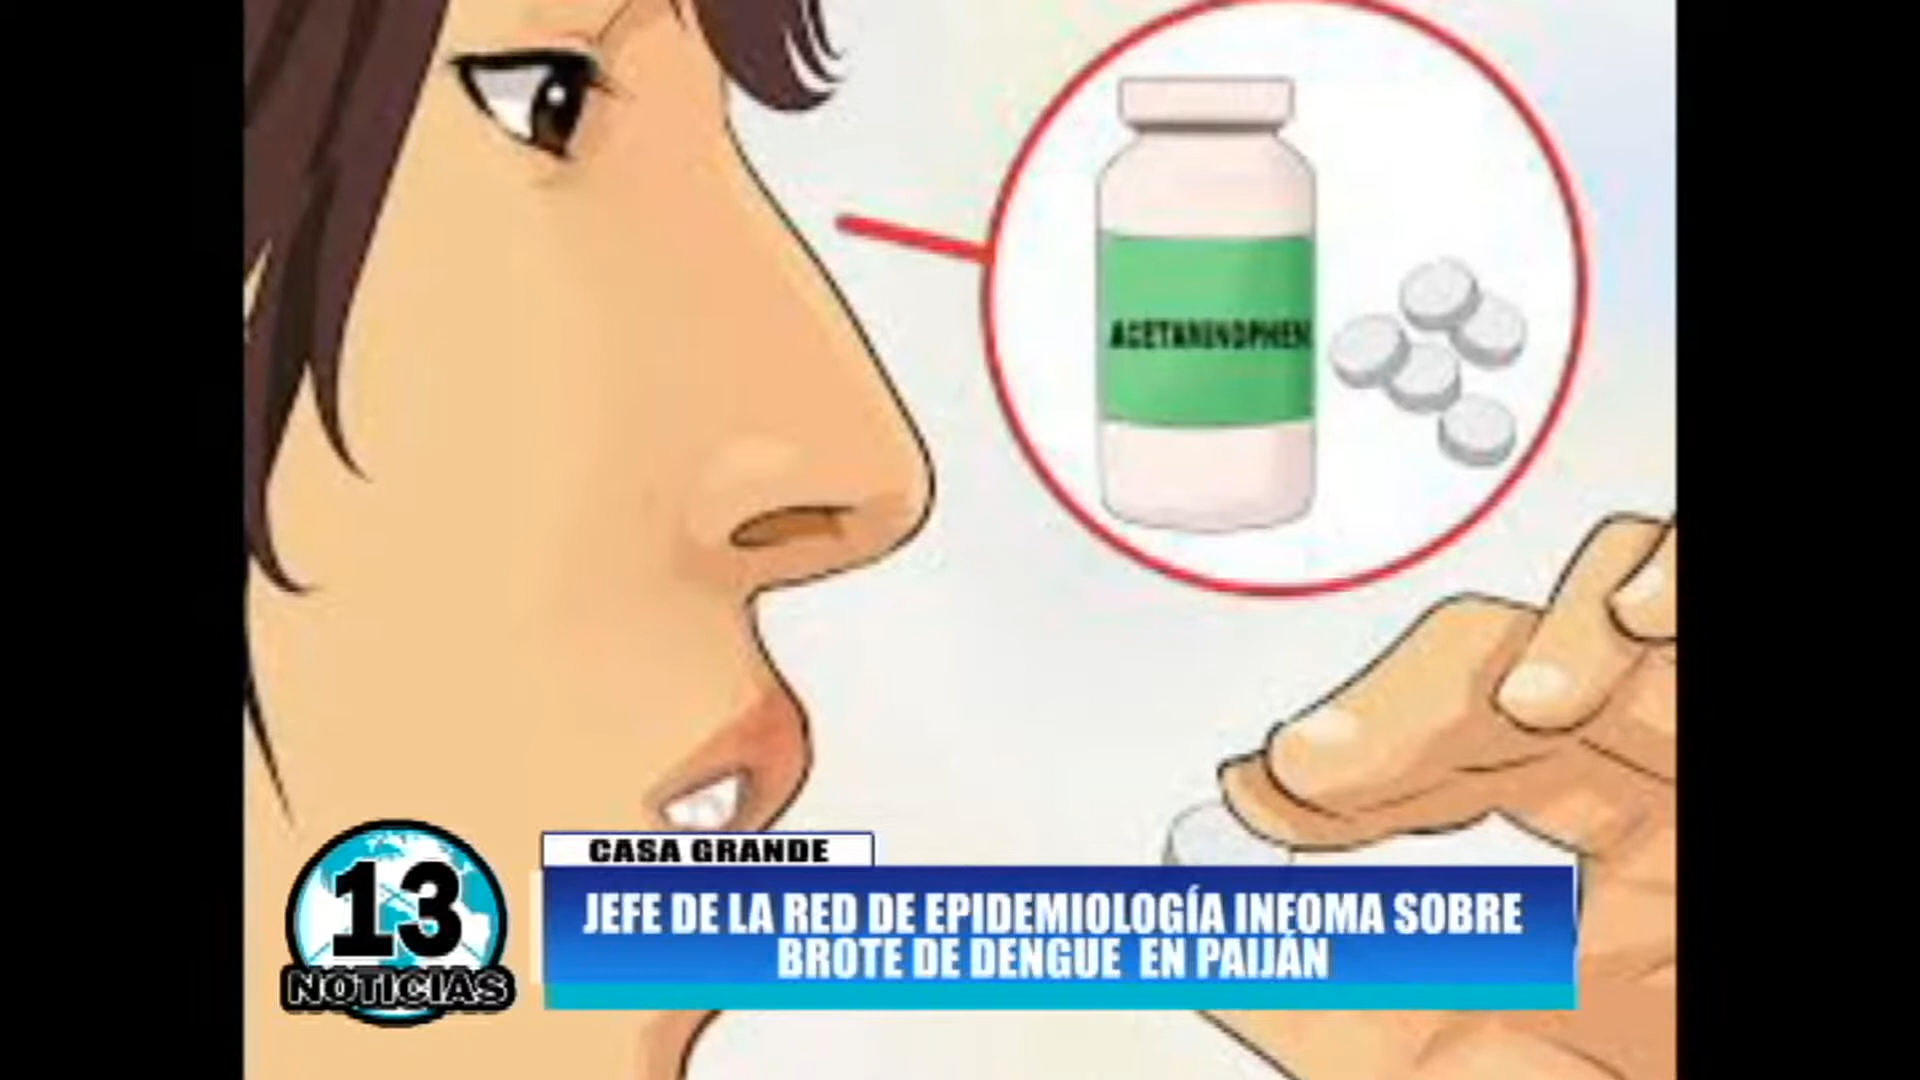 ACETAMINOPHEN
CASA GRANDE
JEFE DE LA RED DE EPIDEMIOLOGÍA INFOMA SOBRE
BROTE DE DENGUE EN PAIJÁN
13
NOTICIAS